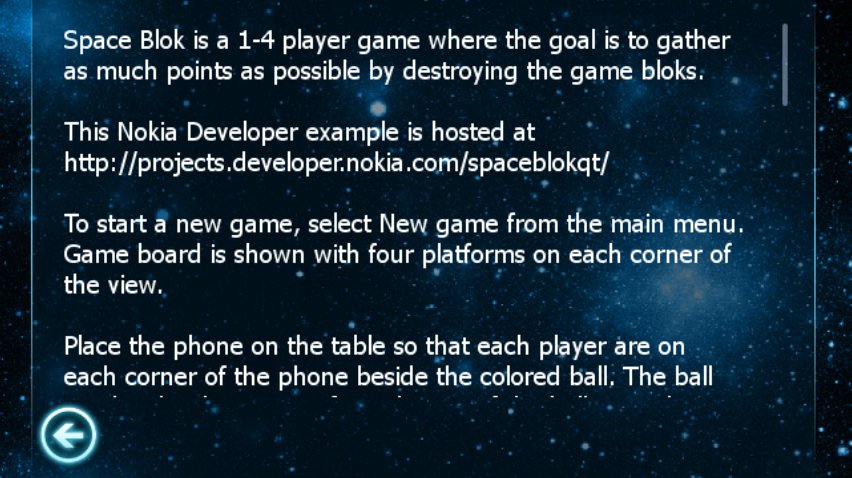 Space Blok is a 1-4 player game where the goal is to gather
as much points as possible by destroying the game bloks.
This Nokia Developer example is hosted at
http://projects.developer.nokia.com/spaceblokqt/
To start a new game, select New game from the main menu.
Game board is shown with four platforms on each corner of
the view.
Place the phone on the table so that each player are on
each corner of the phone beside the colored ball. The ball